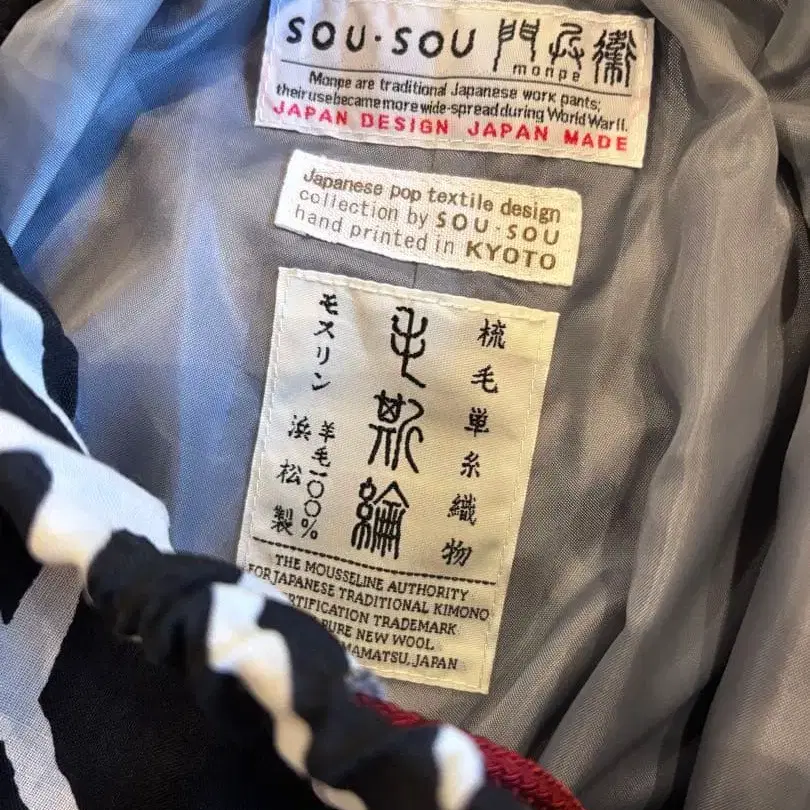 SOU·SOU 門兵衛
monpe
Monpe are traditional Japanese work pants;
their use became more wide-spread during World War II.
JAPAN DESIGN JAPAN MADE
Japanese pop textile design
collection by SOU·SOU
hand printed in KYOTO
梳毛単糸織物
毛斯綸
モスリン
羊毛一〇〇%
浜松製
THE MOUSSELINE AUTHORITY
FOR JAPANESE TRADITIONAL KIMONO
TRADEMARK
PURE NEW WOOL
JAPAN